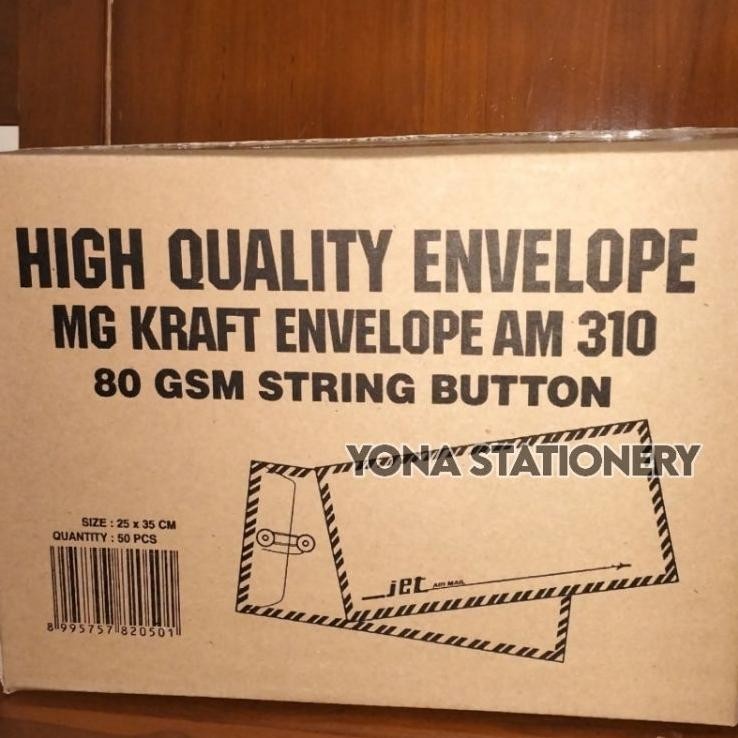 HIGH QUALITY ENVELOPE
MG KRAFT ENVELOPE AM 310
80 GSM STRING BUTTON
YONA STATIONERY
SIZE : 25 x 35 CM
QUANTITY : 50 PCS
jet AIR MAIL
8 995757 820501